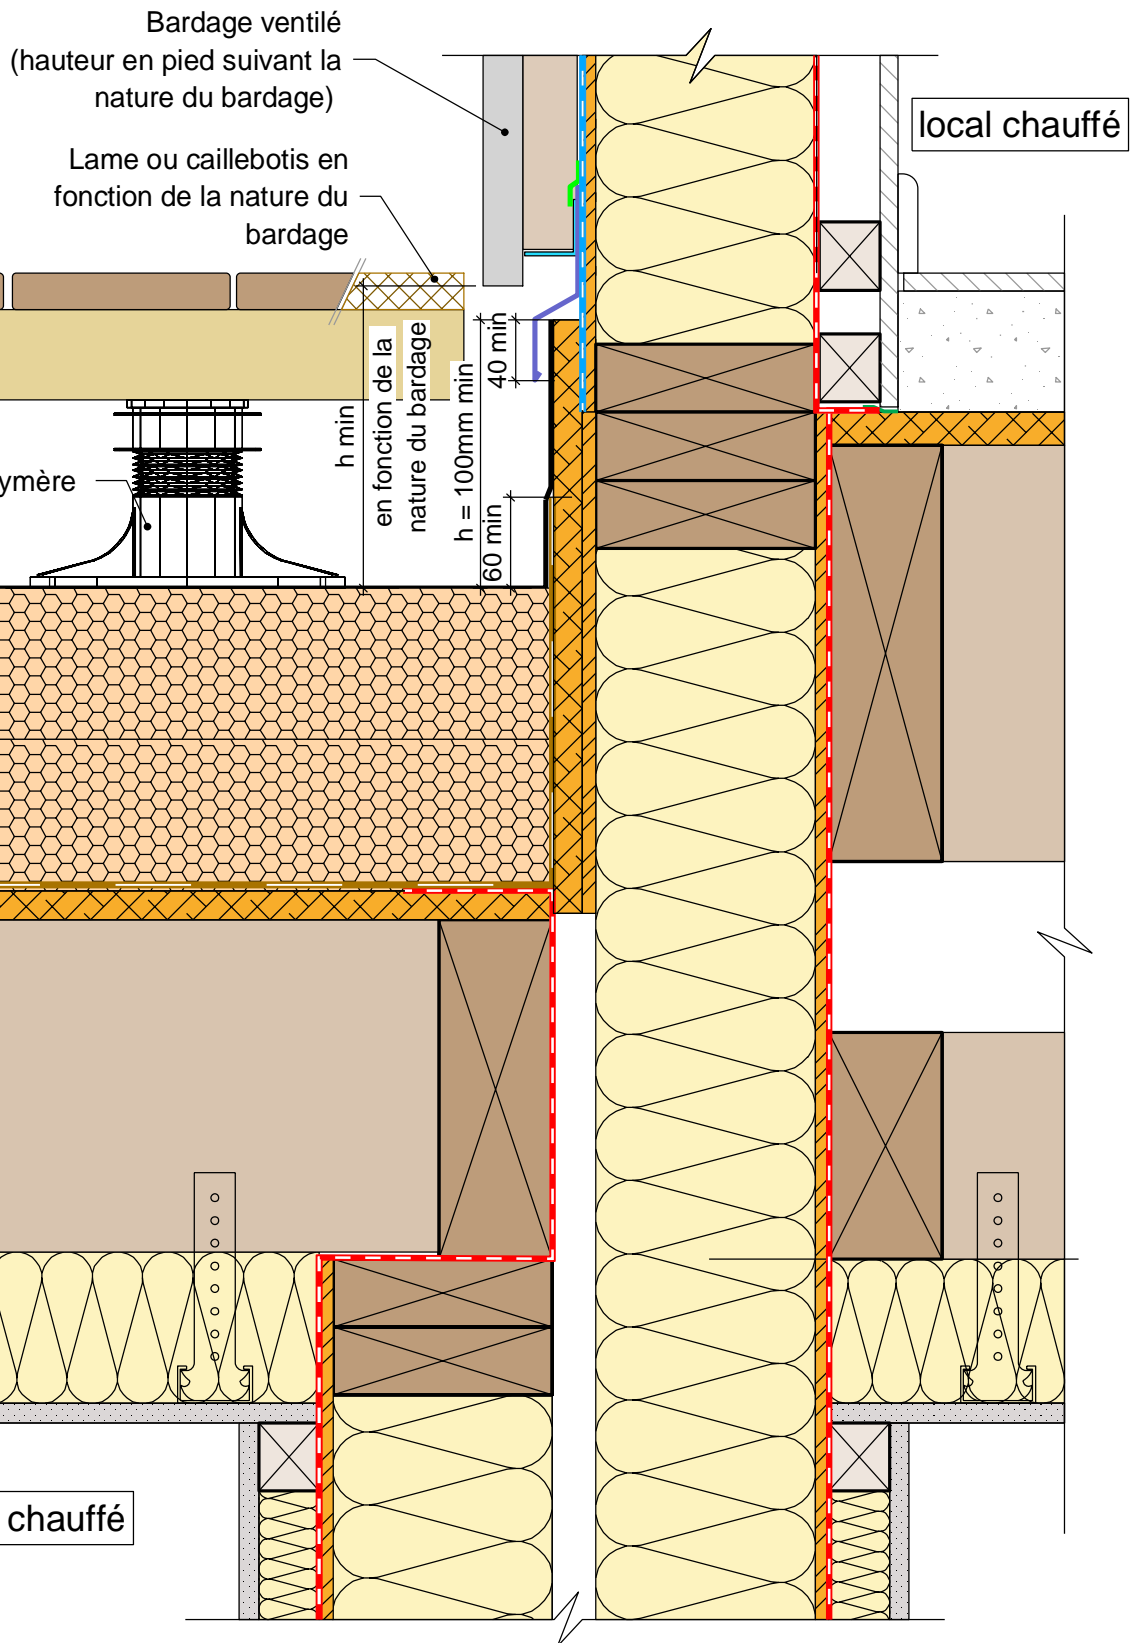 Bardage ventilé
(hauteur en pied suivant la
nature du bardage)
local chauffé
Lame ou caillebotis en
fonction de la nature du
bardage
h min
en fonction de la
nature du bardage
h = 100mm min
40 min
60 min
ymère
chauffé